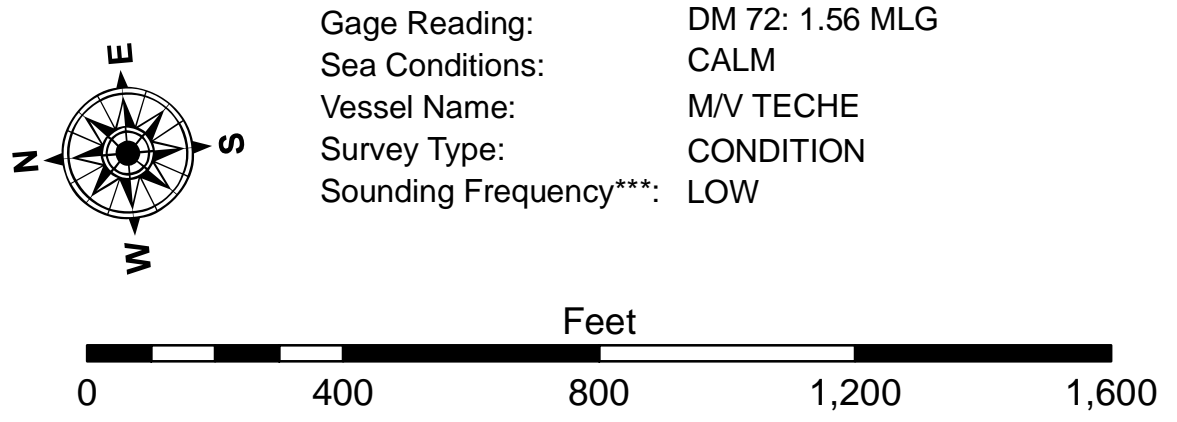 Gage Reading: DM 72: 1.56 MLG
Sea Conditions: CALM
Vessel Name: M/V TECHE
Survey Type: CONDITION
Sounding Frequency***: LOW
E
N S
W
Feet
0 400 800 1,200 1,600